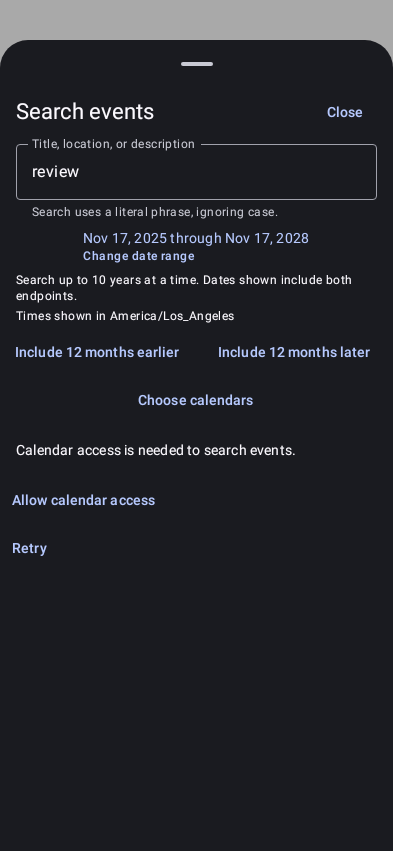 Search events
Close
Title, location, or description
review
Search uses a literal phrase, ignoring case.
Nov 17, 2025 through Nov 17, 2028
Change date range
Search up to 10 years at a time. Dates shown include both
endpoints.
Times shown in America/Los_Angeles
Include 12 months earlier
Include 12 months later
Choose calendars
Calendar access is needed to search events.
Allow calendar access
Retry